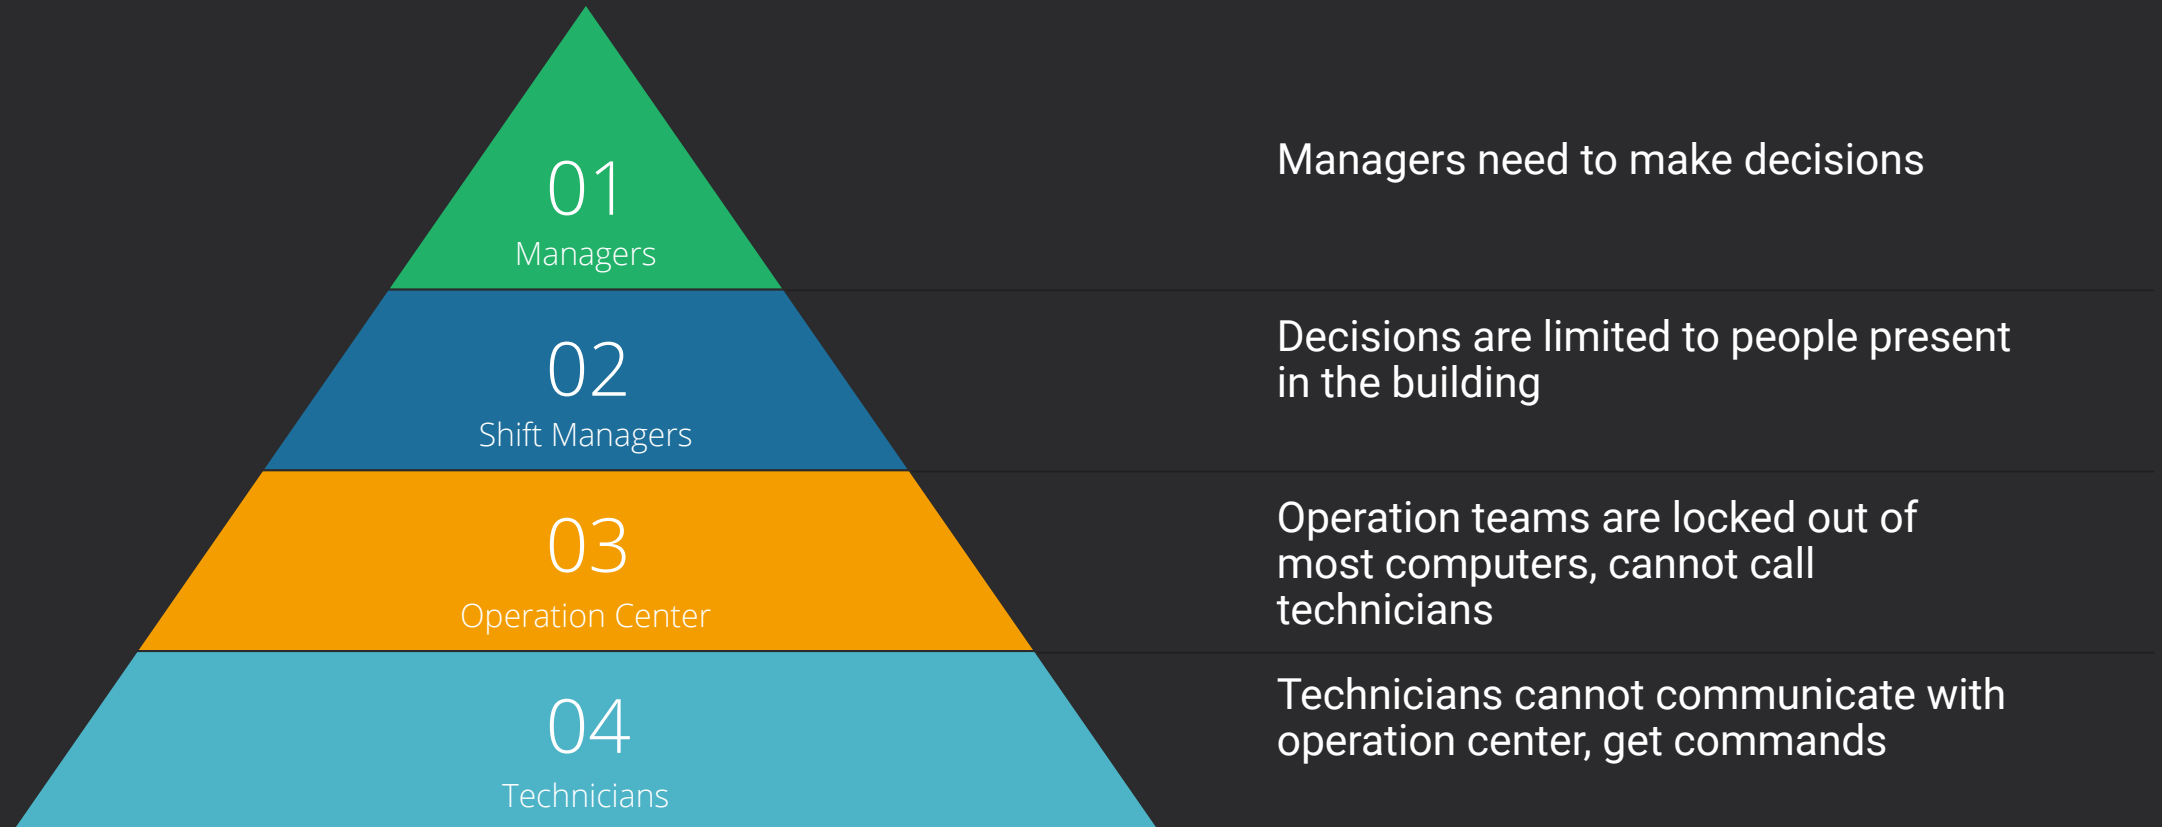 01
Managers
Managers need to make decisions
02
Shift Managers
Decisions are limited to people present
in the building
03
Operation Center
Operation teams are locked out of
most computers, cannot call
technicians
04
Technicians
Technicians cannot communicate with
operation center, get commands